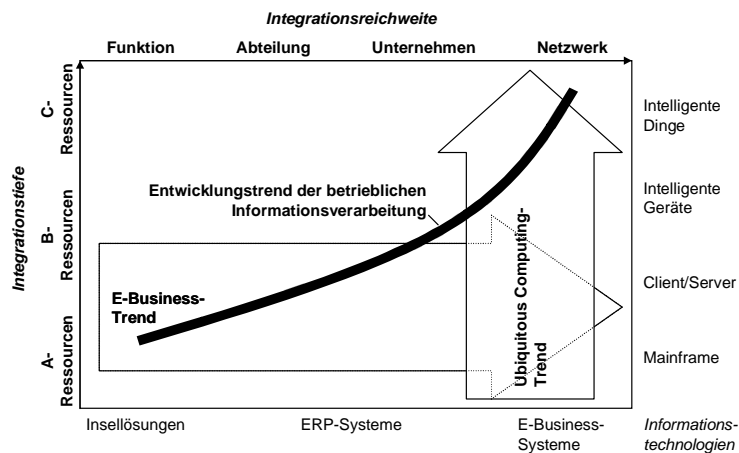 Integrationsreichweite
Funktion Abteilung Unternehmen Netzwerk
Integrationstiefe
C-
Ressourcen
B-
Ressourcen
A-
Ressourcen
Entwicklungstrend der betrieblichen
Informationsverarbeitung
E-Business-
Trend
Ubiquitous Computing-
Trend
Intelligente
Dinge
Intelligente
Geräte
Client/Server
Mainframe
Insellösungen ERP-Systeme E-Business-
Systeme
Informations-
technologien